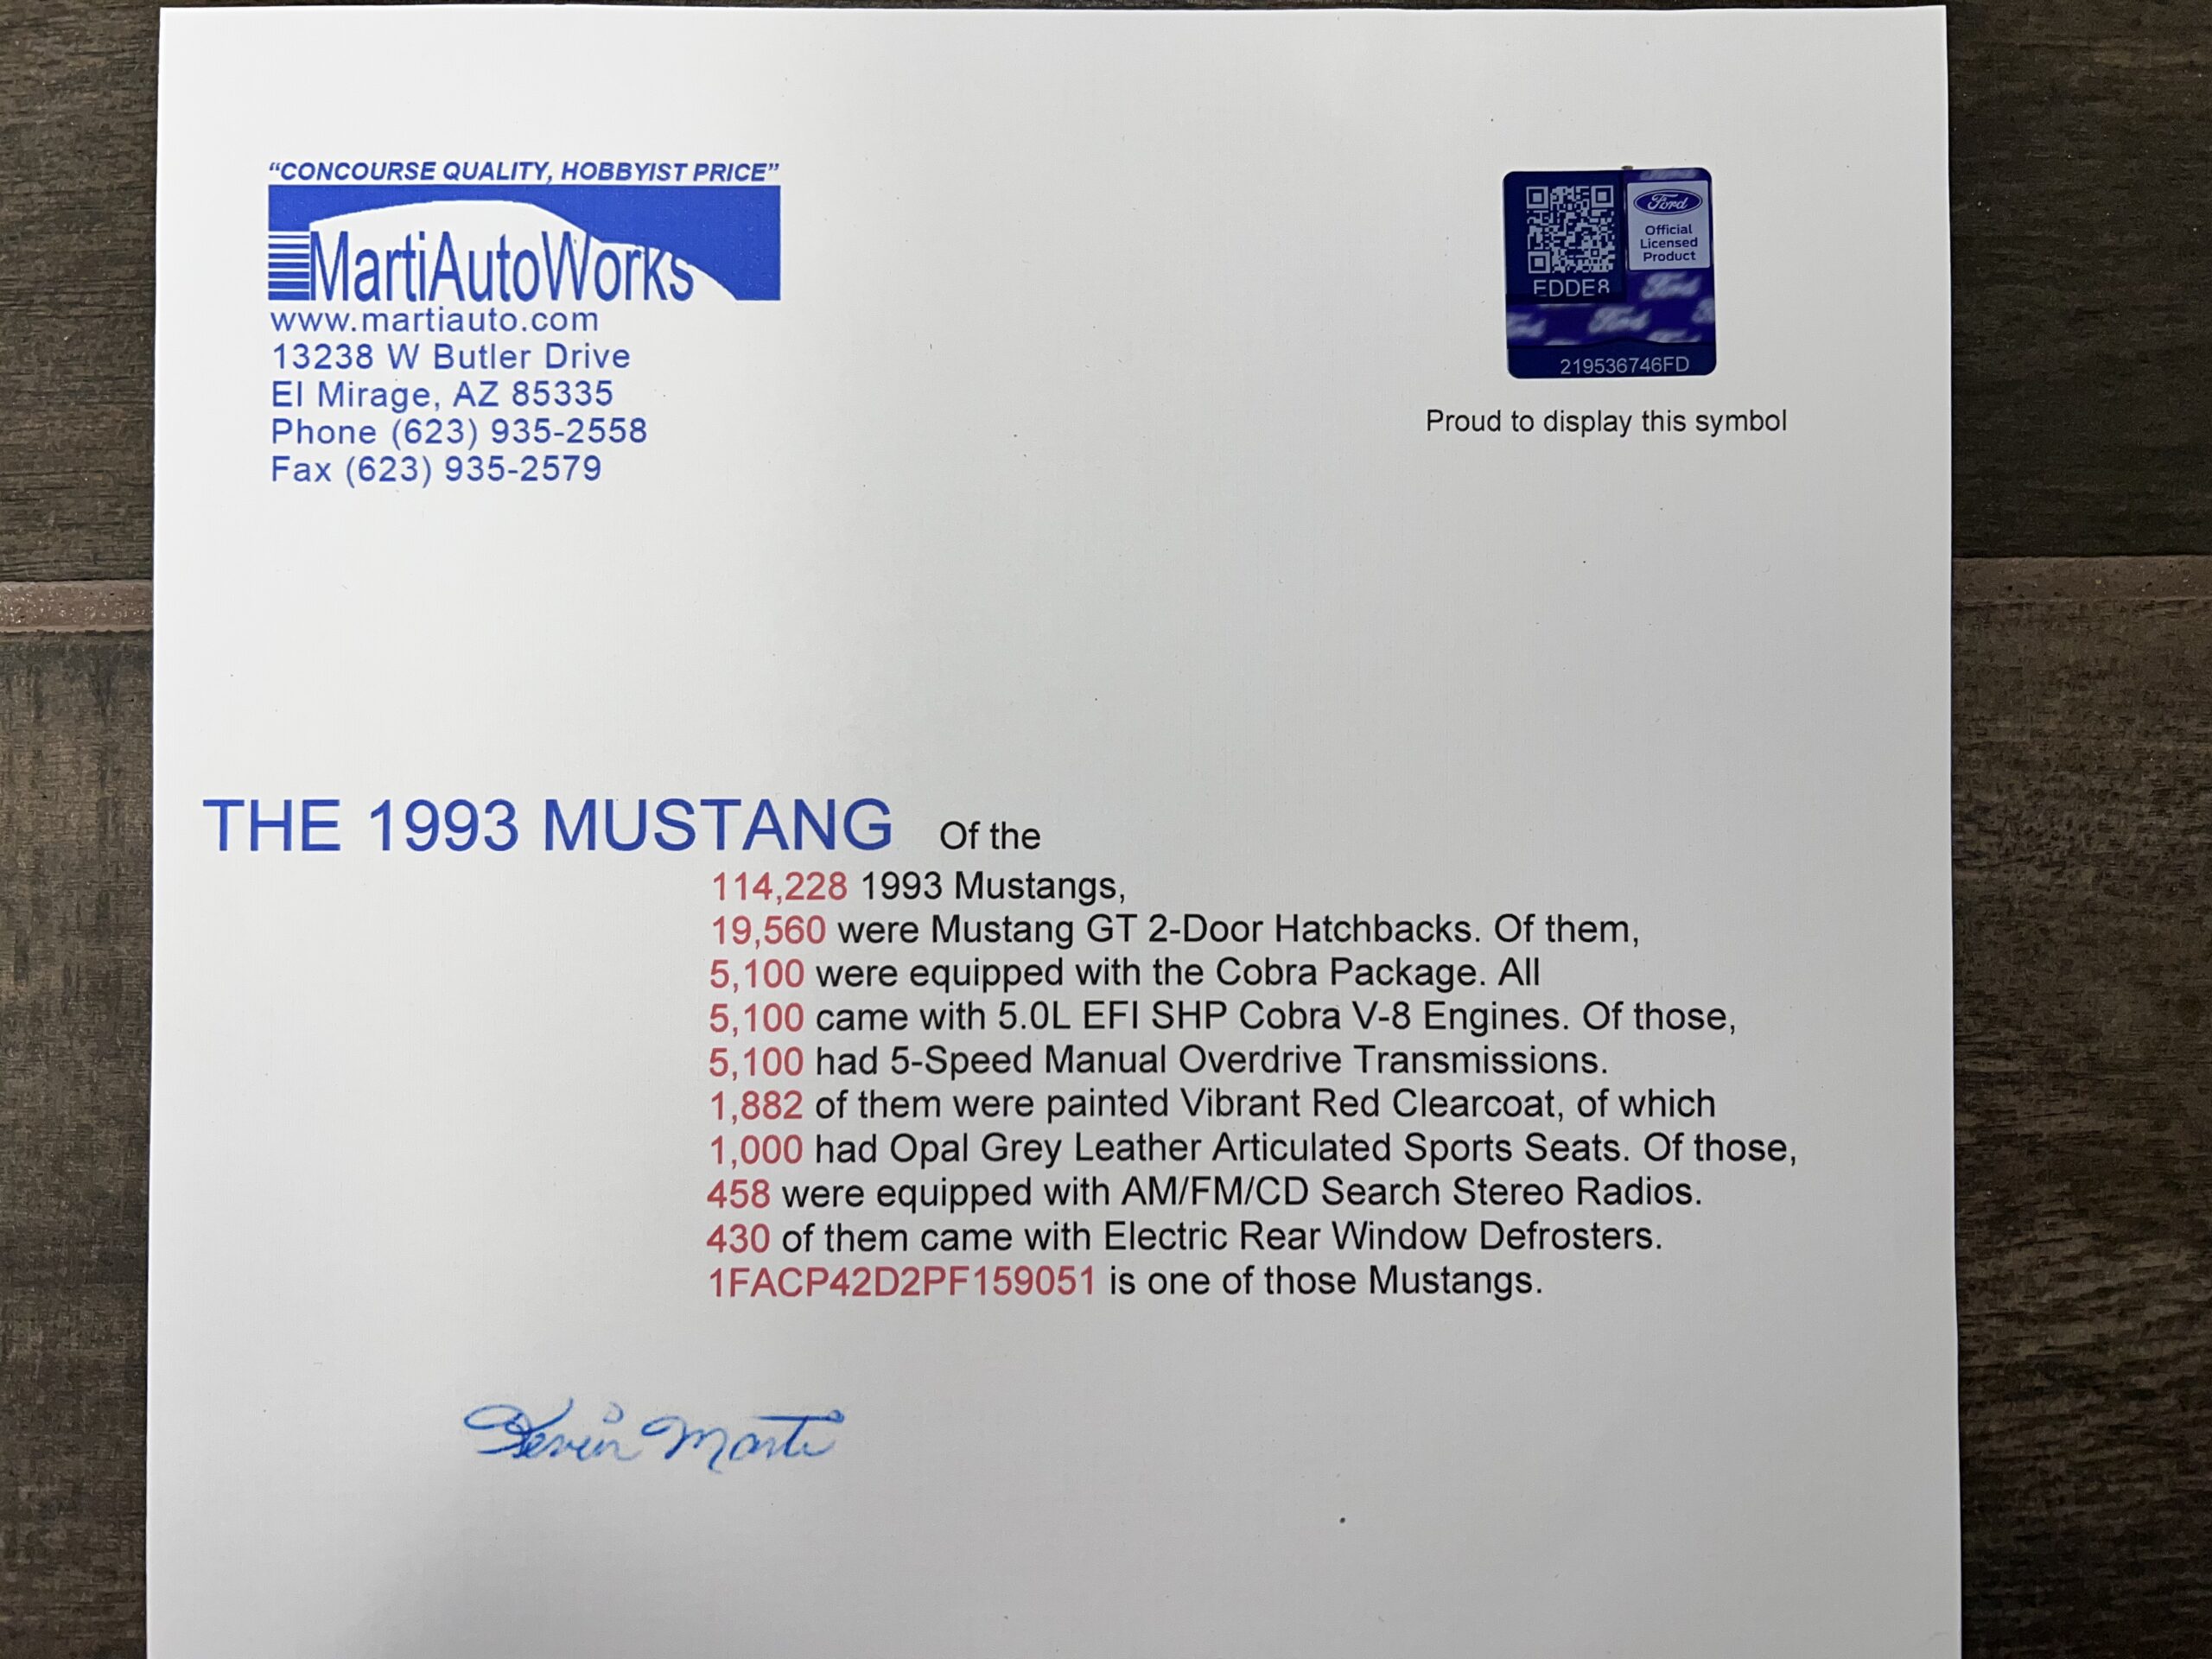 “CONCOURSE QUALITY, HOBBYIST PRICE”
MartiAutoWorks
www.martiauto.com
13238 W Butler Drive
El Mirage, AZ 85335
Phone (623) 935-2558
Fax (623) 935-2579
Ford
Official
Licensed
Product
EDDE8
Ford
Ford
219536746FD
Proud to display this symbol
THE 1993 MUSTANG Of the
114,228 1993 Mustangs,
19,560 were Mustang GT 2-Door Hatchbacks. Of them,
5,100 were equipped with the Cobra Package. All
5,100 came with 5.0L EFI SHP Cobra V-8 Engines. Of those,
5,100 had 5-Speed Manual Overdrive Transmissions.
1,882 of them were painted Vibrant Red Clearcoat, of which
1,000 had Opal Grey Leather Articulated Sports Seats. Of those,
458 were equipped with AM/FM/CD Search Stereo Radios.
430 of them came with Electric Rear Window Defrosters.
1FACP42D2PF159051 is one of those Mustangs.
Kevin Marti